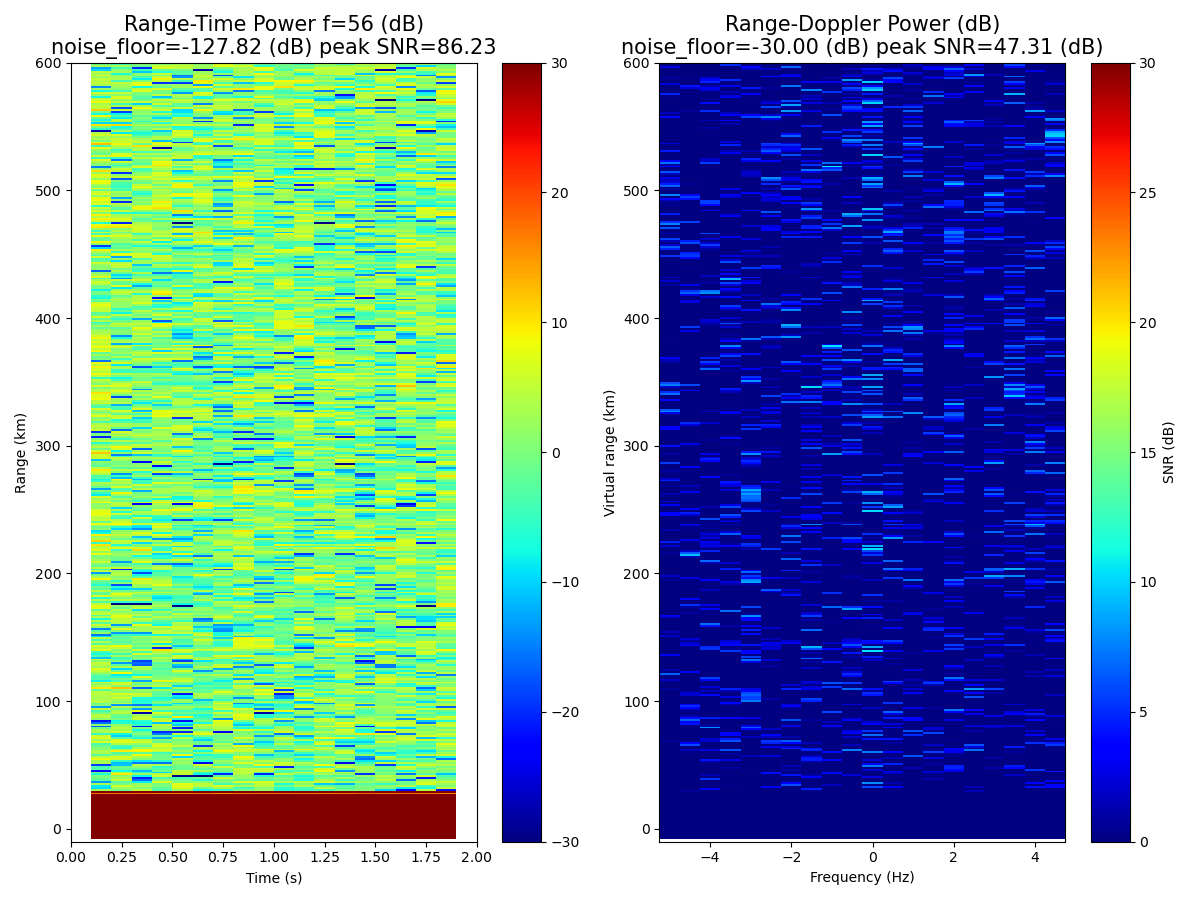 Range-Time Power f=56 (dB)
noise_floor=-127.82 (dB) peak SNR=86.23
Range (km)
600
500
400
300
200
100
0
0.00 0.25 0.50 0.75 1.00 1.25 1.50 1.75 2.00
Time (s)
30
20
10
0
−10
−20
−30
Range-Doppler Power (dB)
noise_floor=-30.00 (dB) peak SNR=47.31 (dB)
Virtual range (km)
600
500
400
300
200
100
0
−4 −2 0 2 4
Frequency (Hz)
30
25
20
15
10
5
0
SNR (dB)